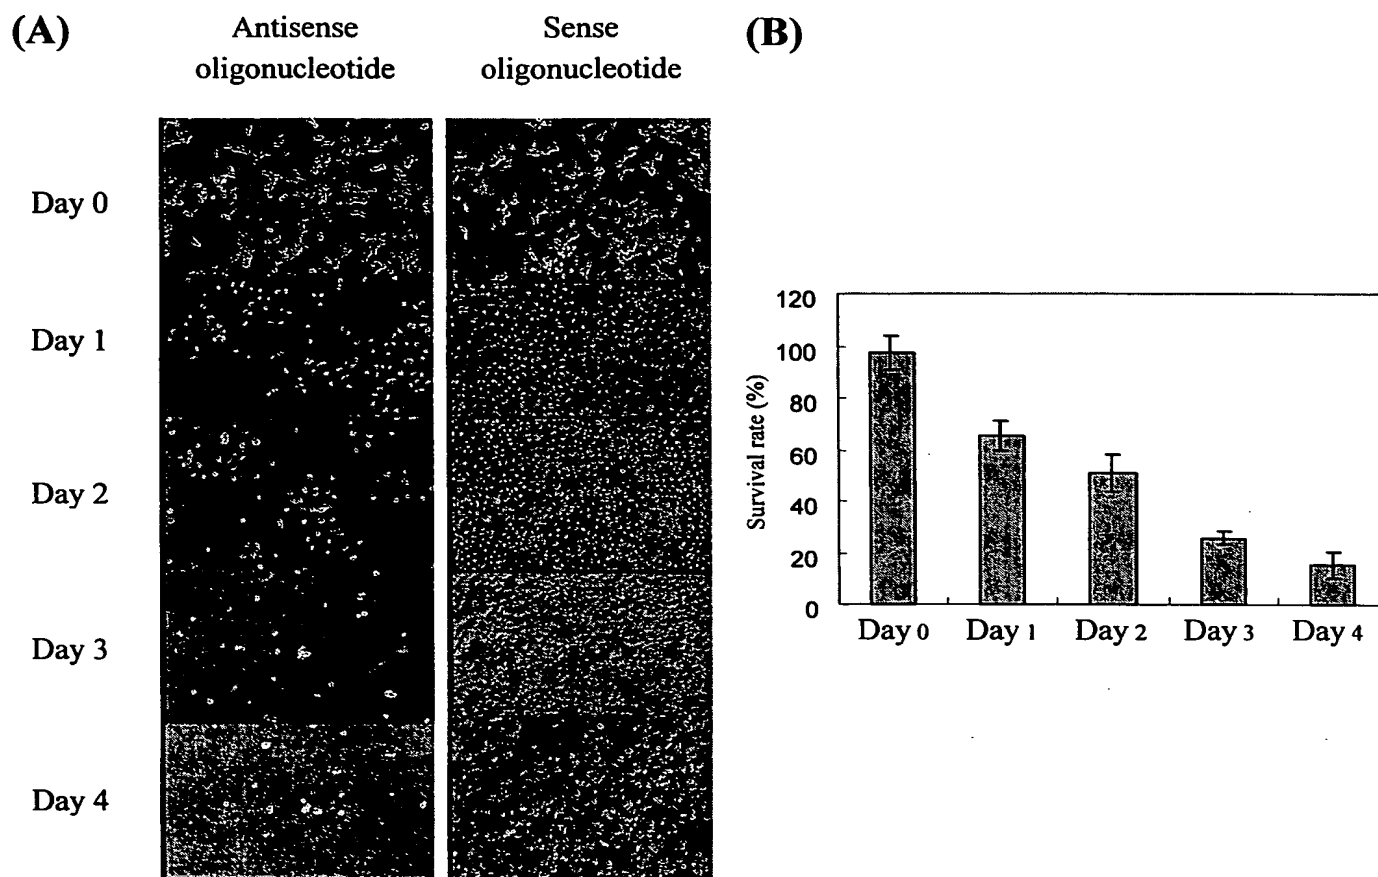 (A)
Antisense
oligonucleotide
Sense
oligonucleotide
Day 0
Day 1
Day 2
Day 3
Day 4
(B)
Survival rate (%)
120
100
80
60
40
20
0
Day 0
Day 1
Day 2
Day 3
Day 4